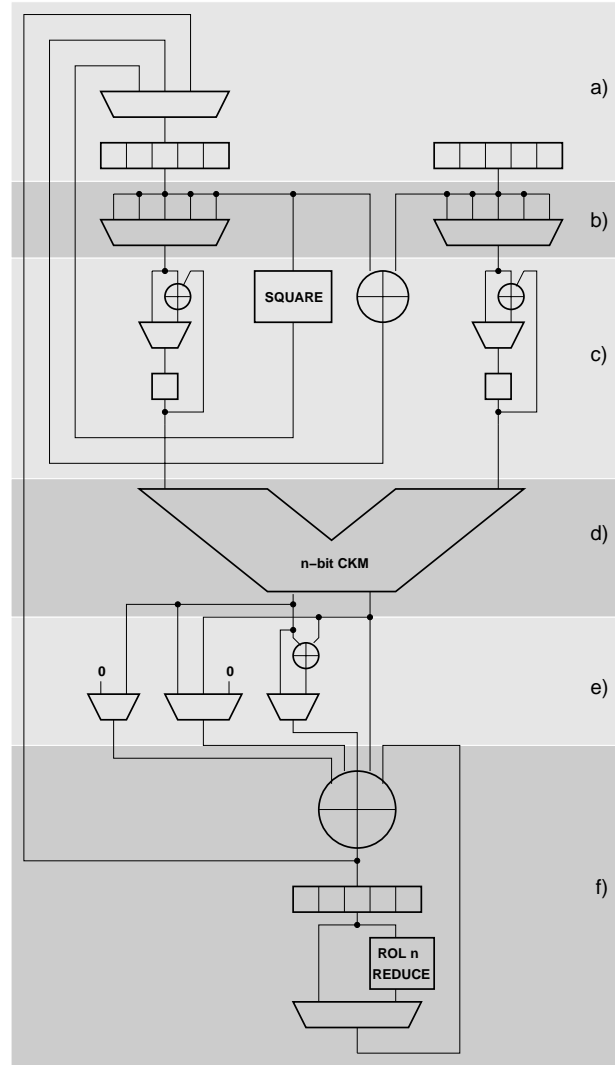 a)
b)
SQUARE
c)
d)
n–bit CKM
0
0
e)
f)
ROL n
REDUCE